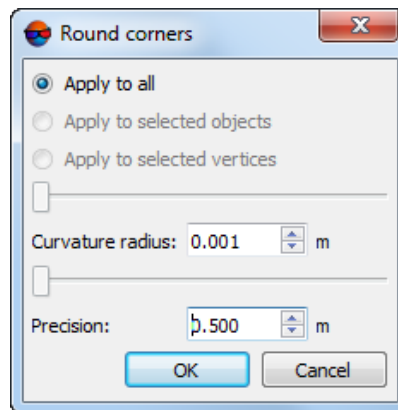 Round corners
Apply to all
Apply to selected objects
Apply to selected vertices
Curvature radius: 0.001 m
Precision: 0.500 m
OK Cancel